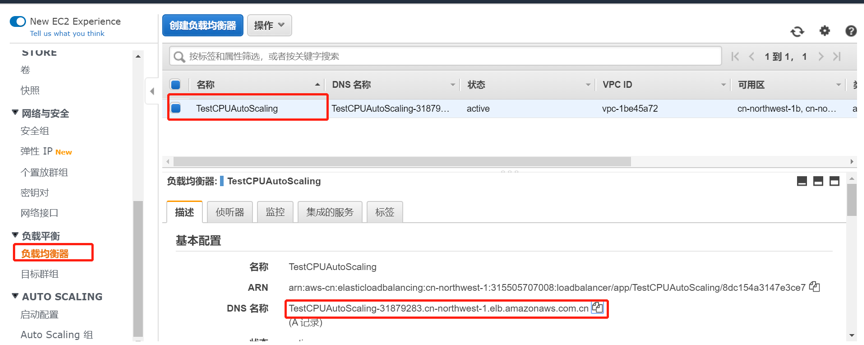 New EC2 Experience
Tell us what you think
STORE
卷
快照
网络与安全
安全组
弹性 IP New
个置放群组
密钥对
网络接口
负载平衡
负载均衡器
目标群组
AUTO SCALING
启动配置
Auto Scaling 组
创建负载均衡器 操作
按标签和属性筛选，或者按关键字搜索
1 到 1， 1
名称 DNS 名称 状态 VPC ID 可用区
TestCPUAutoScaling TestCPUAutoScaling-31879... active vpc-1be45a72 cn-northwest-1b, cn-no... a
负载均衡器: TestCPUAutoScaling
描述 侦听器 监控 集成的服务 标签
基本配置
名称 TestCPUAutoScaling
ARN arn:aws-cn:elasticloadbalancing:cn-northwest-1:315505707008:loadbalancer/app/TestCPUAutoScaling/8dc154a3147e3ce7
DNS 名称 TestCPUAutoScaling-31879283.cn-northwest-1.elb.amazonaws.com.cn
(A 记录)